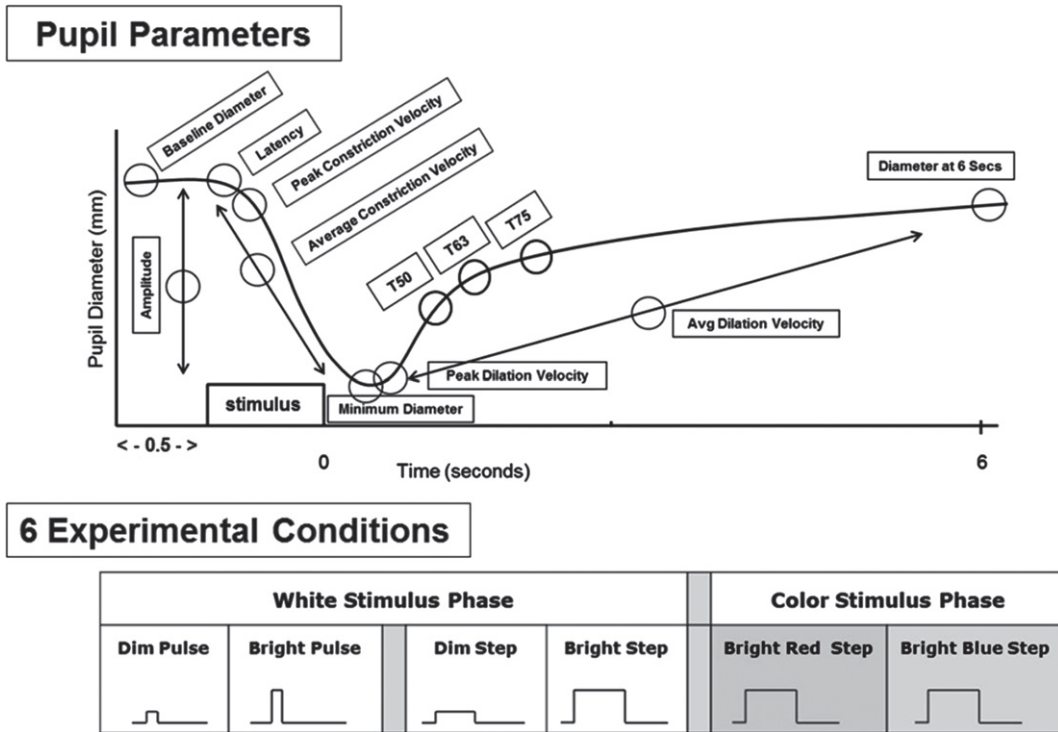 Pupil Parameters
Baseline Diameter
Latency
Peak Constriction Velocity
Average Constriction Velocity
T50
T63
T75
Diameter at 6 Secs
Pupil Diameter (mm)
Amplitude
Avg Dilation Velocity
Peak Dilation Velocity
stimulus
Minimum Diameter
< - 0.5 - >
0
Time (seconds)
6
6 Experimental Conditions
White Stimulus Phase
Color Stimulus Phase
Dim Pulse
Bright Pulse
Dim Step
Bright Step
Bright Red Step
Bright Blue Step